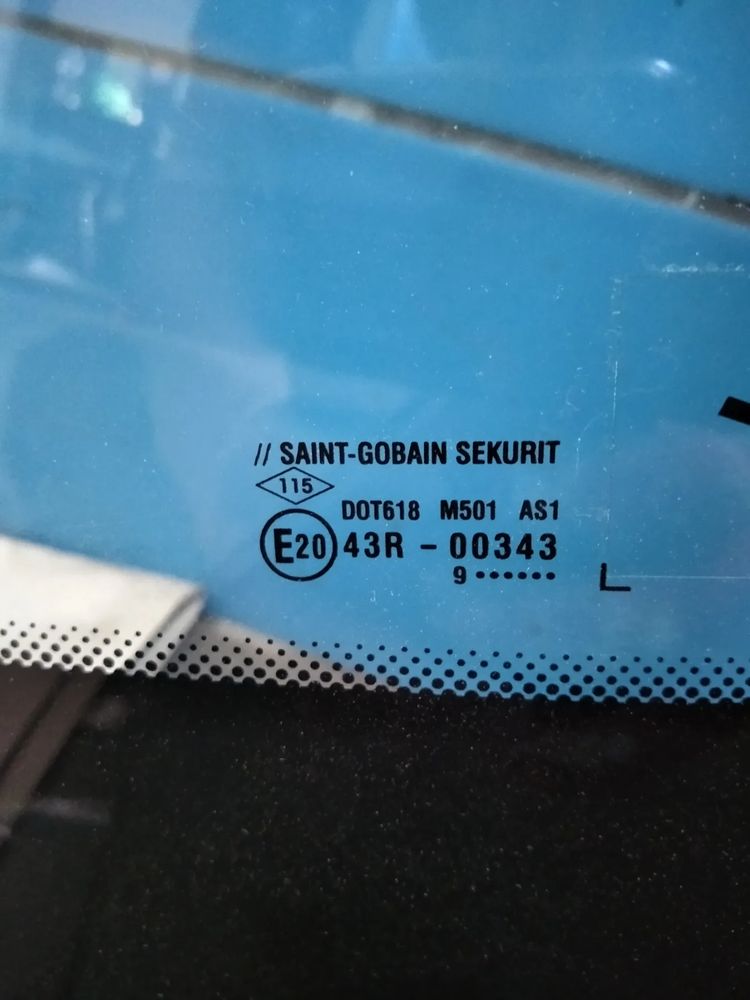 // SAINT-GOBAIN SEKURIT
115
DOT618 M501 AS1
E20 43R - 00343
9 ••••••